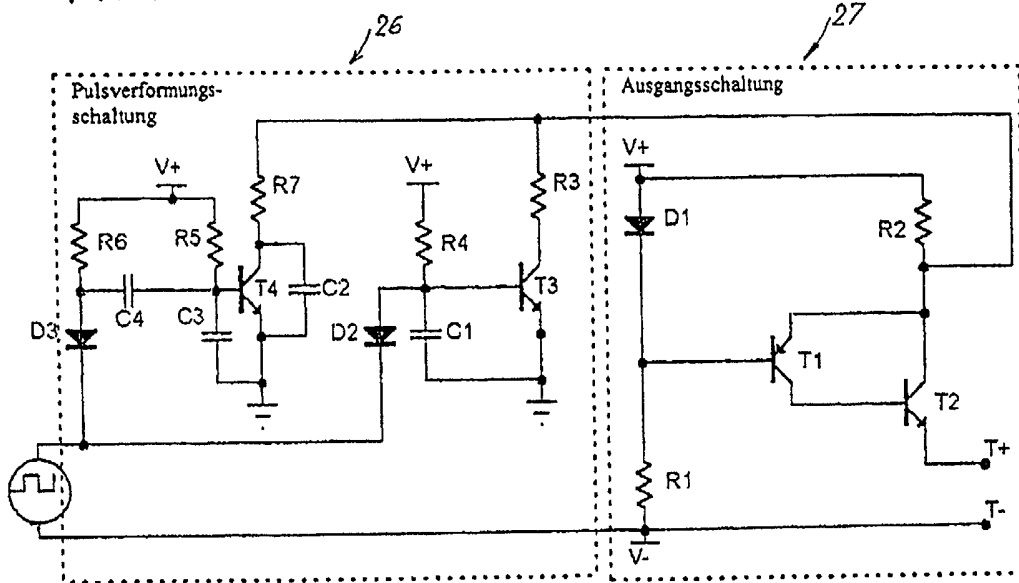 26
27
Pulsverformungs-
schaltung
Ausgangsschaltung
V+
R6
R5
R7
V+
R4
R3
V+
D1
R2
C4
C3
T4
C2
D3
D2
C1
T3
T1
T2
R1
T+
T-
V-